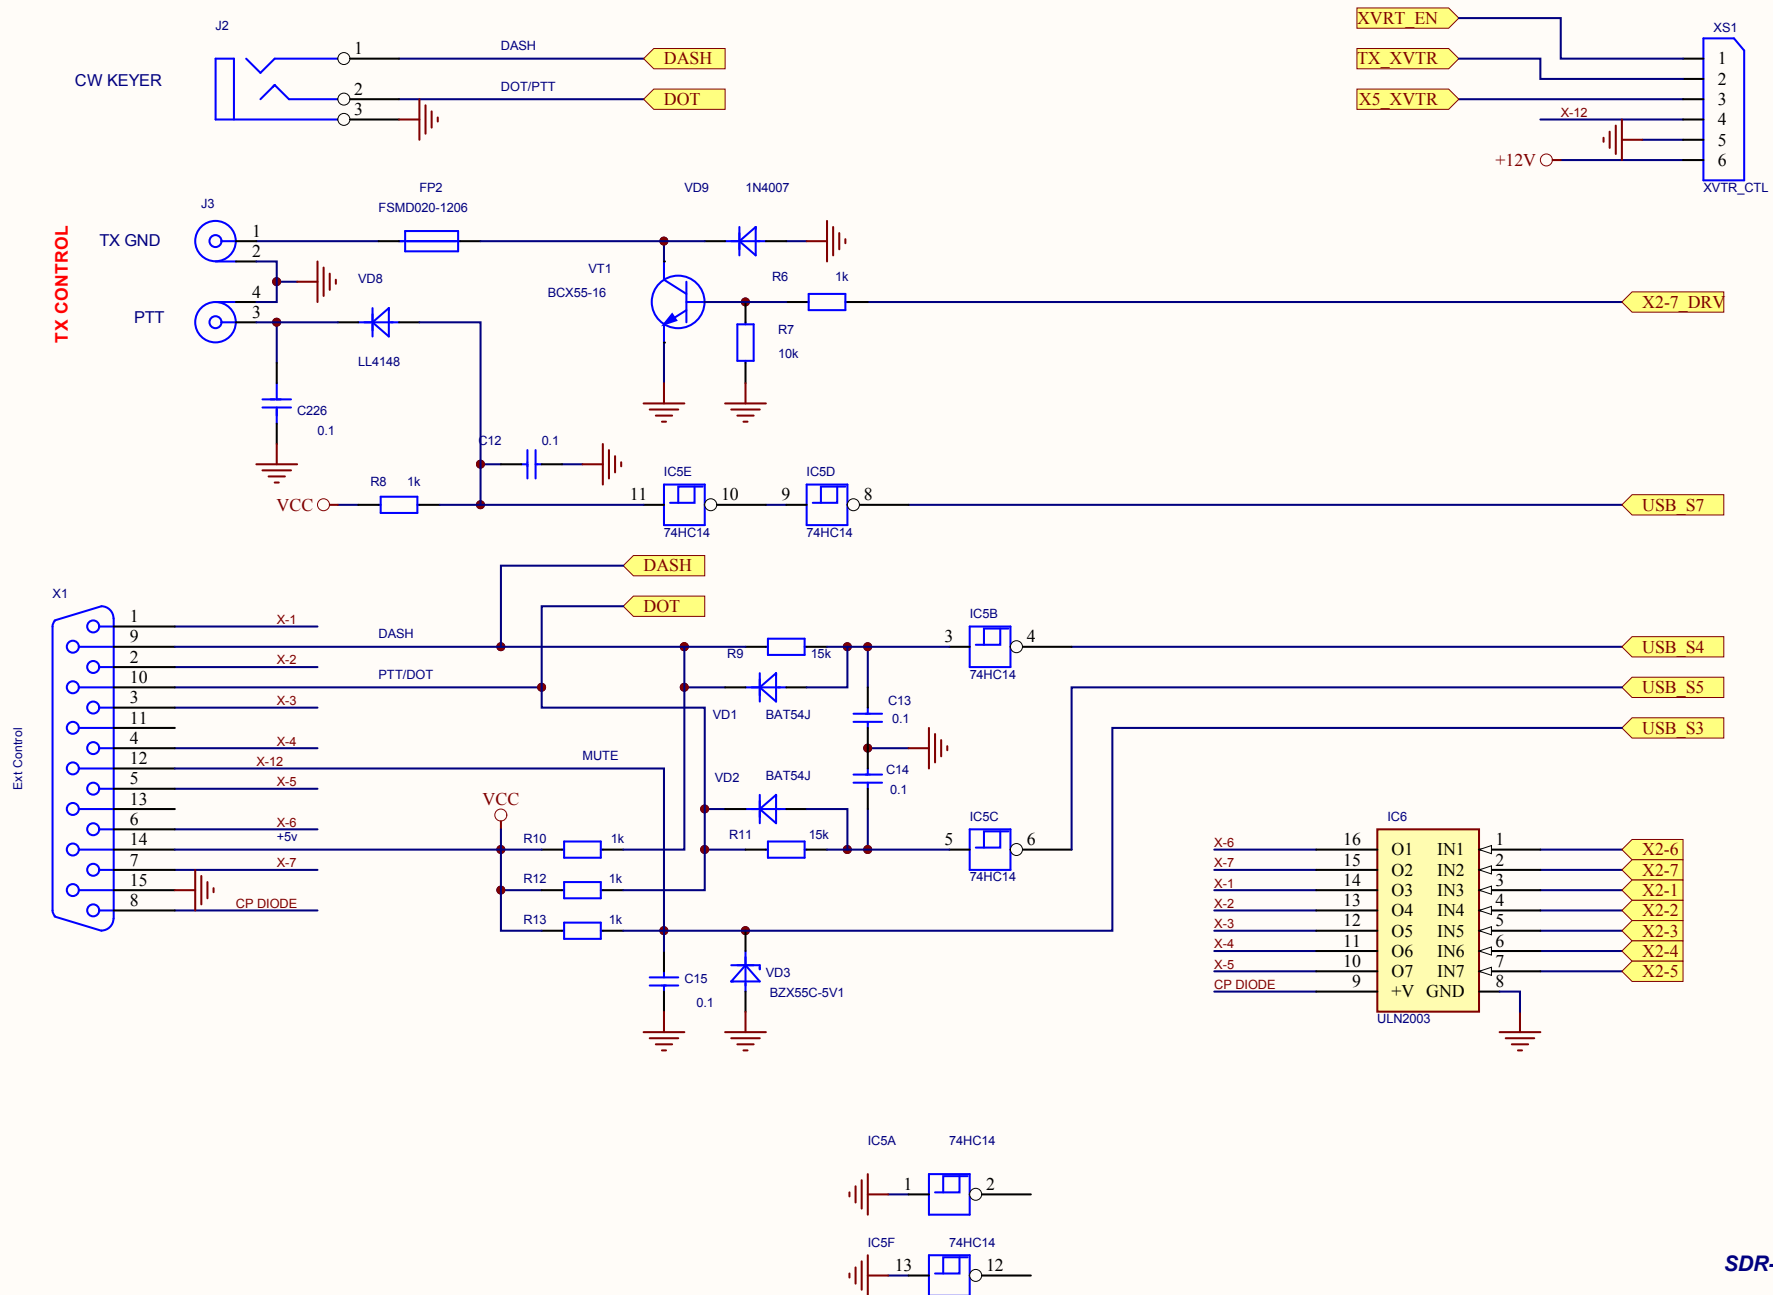 J2
CW KEYER
1
DASH
DASH
2
DOT/PTT
DOT
3
XVRT_EN
TX_XVTR
X5_XVTR
X-12
+12V
XS1
1
2
3
4
5
6
XVTR_CTL
TX CONTROL
J3
TX GND
1
2
PTT
4
3
FP2
FSMD020-1206
VD9
1N4007
VD8
LL4148
VT1
BCX55-16
R6
1k
R7
10k
X2-7_DRV
C226
0.1
C12
0.1
R8
1k
VCC
IC5E
11
10
74HC14
IC5D
9
8
74HC14
USB_S7
DASH
DOT
X1
Ext Control
1
X-1
9
DASH
2
X-2
10
PTT/DOT
3
X-3
11
4
X-4
12
X-12
MUTE
5
X-5
13
6
X-6
+5v
14
7
X-7
15
8
CP DIODE
VCC
R9
15k
VD1
BAT54J
C13
0.1
C14
0.1
VD2
BAT54J
R11
15k
R10
1k
R12
1k
R13
1k
C15
0.1
VD3
BZX55C-5V1
IC5B
3
4
74HC14
USB_S4
USB_S5
USB_S3
IC5C
5
6
74HC14
IC6
X-6
16
O1
IN1
1
X2-6
X-7
15
O2
IN2
2
X2-7
X-1
14
O3
IN3
3
X2-1
X-2
13
O4
IN4
4
X2-2
X-3
12
O5
IN5
5
X2-3
X-4
11
O6
IN6
6
X2-4
X-5
10
O7
IN7
7
X2-5
CP DIODE
9
+V
GND
8
ULN2003
IC5A
74HC14
1
2
IC5F
74HC14
13
12
SDR-